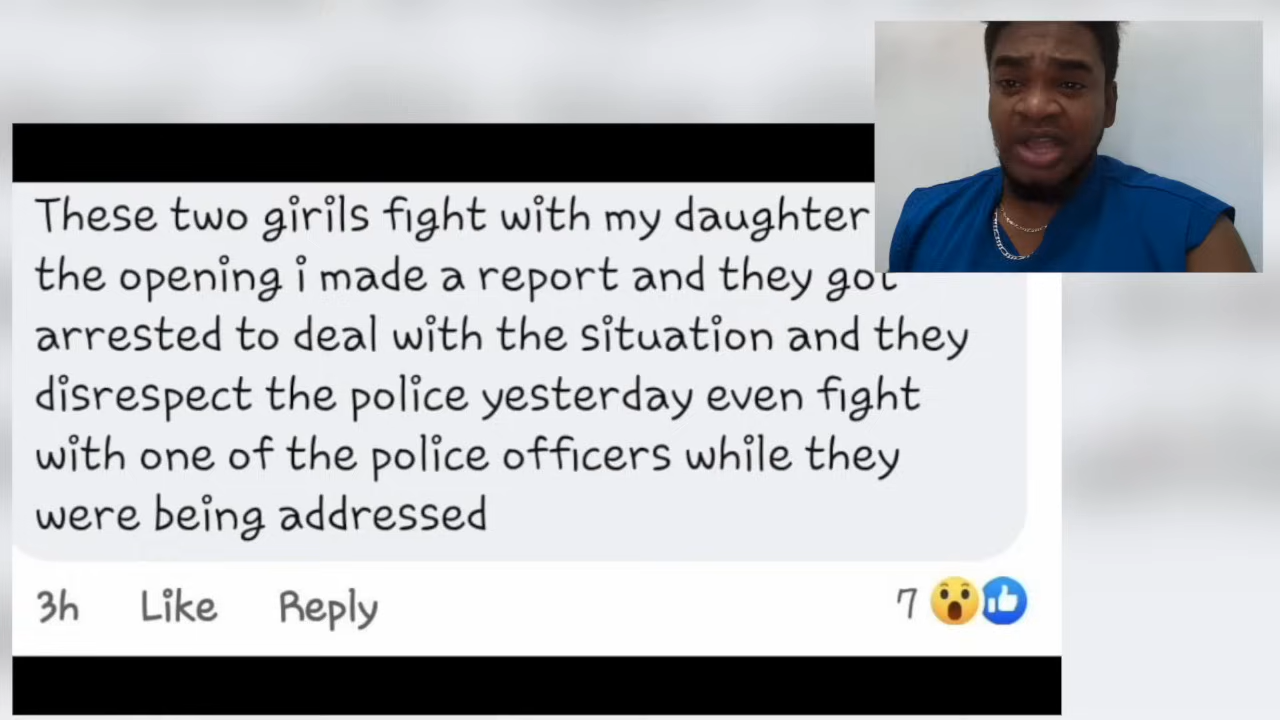 These two girils fight with my daughter
the opening i made a report and they got
arrested to deal with the situation and they
disrespect the police yesterday even fight
with one of the police officers while they
were being addressed
3h Like Reply 7